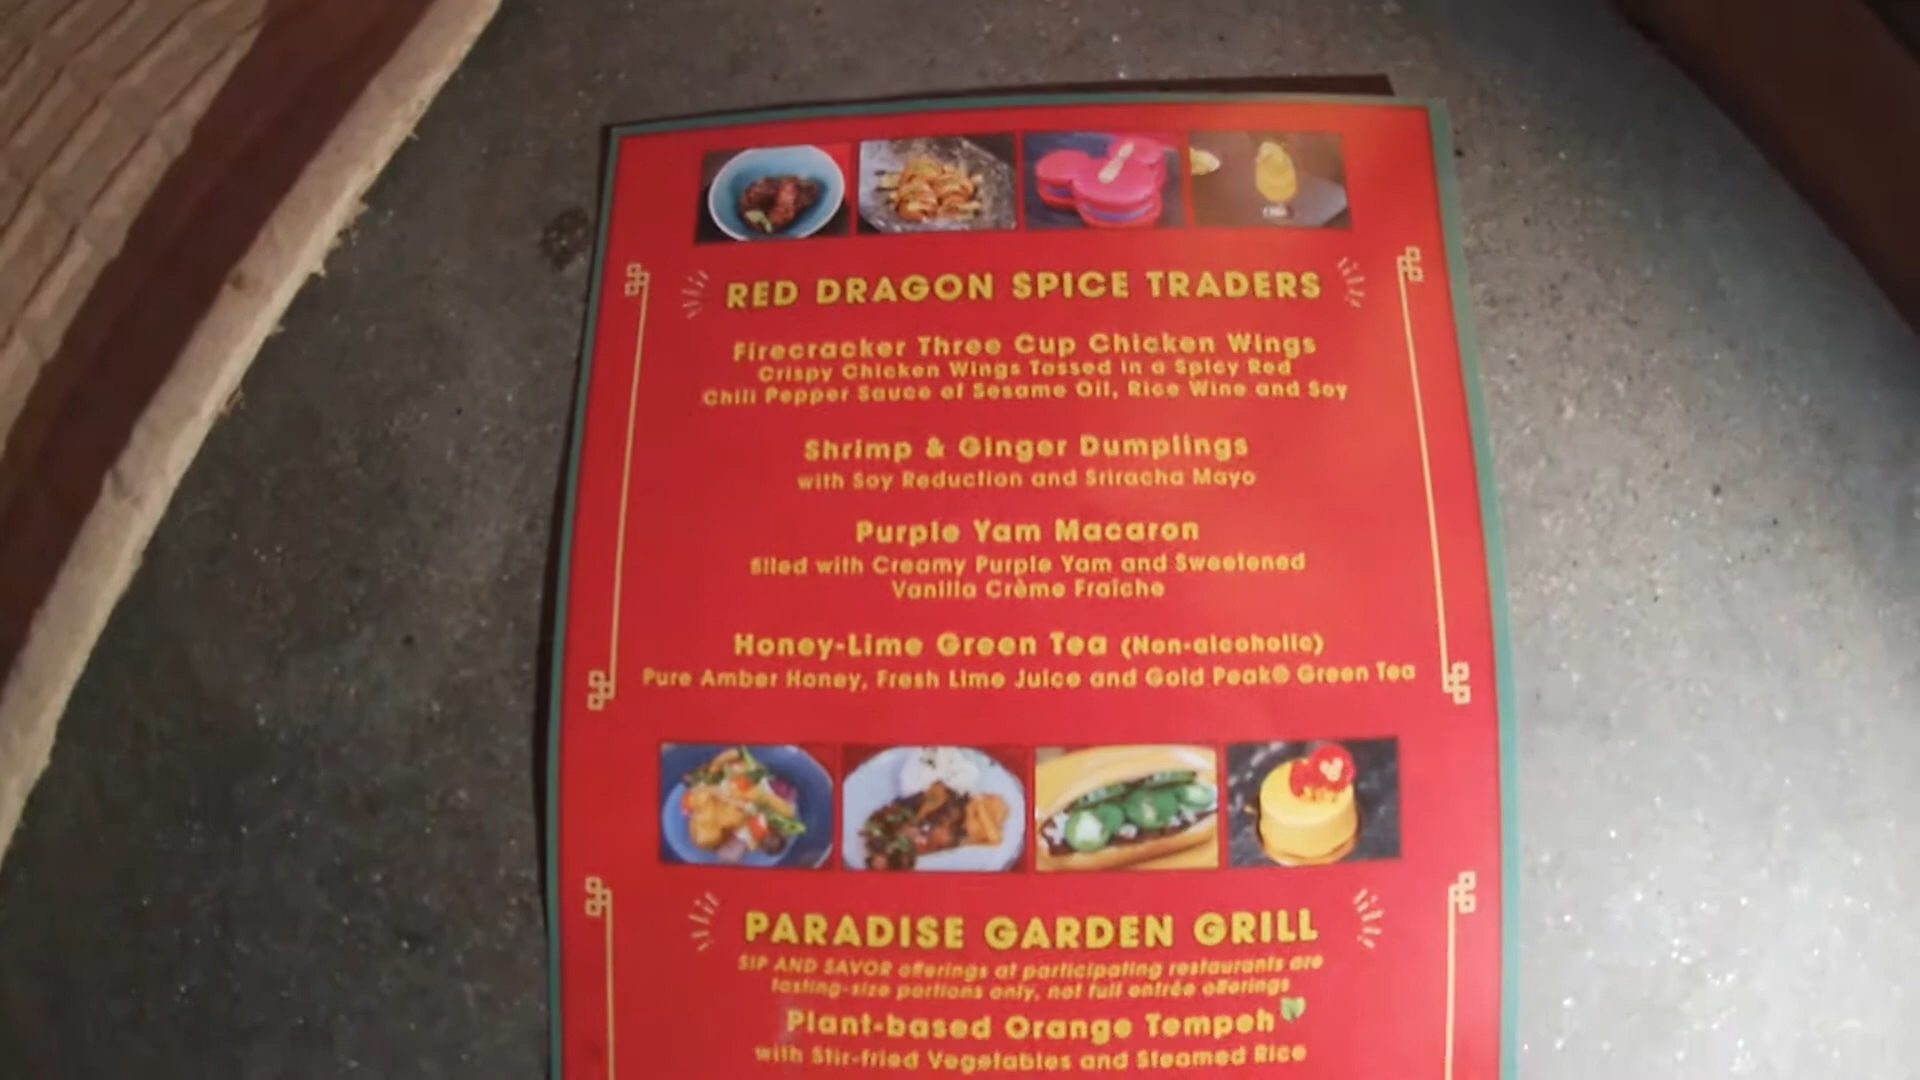 RED DRAGON SPICE TRADERS
Firecracker Three Cup Chicken Wings
Crispy Chicken Wings Tossed in a Spicy Red
Chili Pepper Sauce of Sesame Oil, Rice Wine and Soy
Shrimp & Ginger Dumplings
with Soy Reduction and Sriracha Mayo
Purple Yam Macaron
filled with Creamy Purple Yam and Sweetened
Vanilla Crème Fraîche
Honey-Lime Green Tea (Non-alcoholic)
Pure Amber Honey, Fresh Lime Juice and Gold Peak® Green Tea
PARADISE GARDEN GRILL
SIP AND SAVOR offerings at participating restaurants are
tasting-size portions only, not full entrée offerings
Plant-based Orange Tempeh
with Stir-fried Vegetables and Steamed Rice